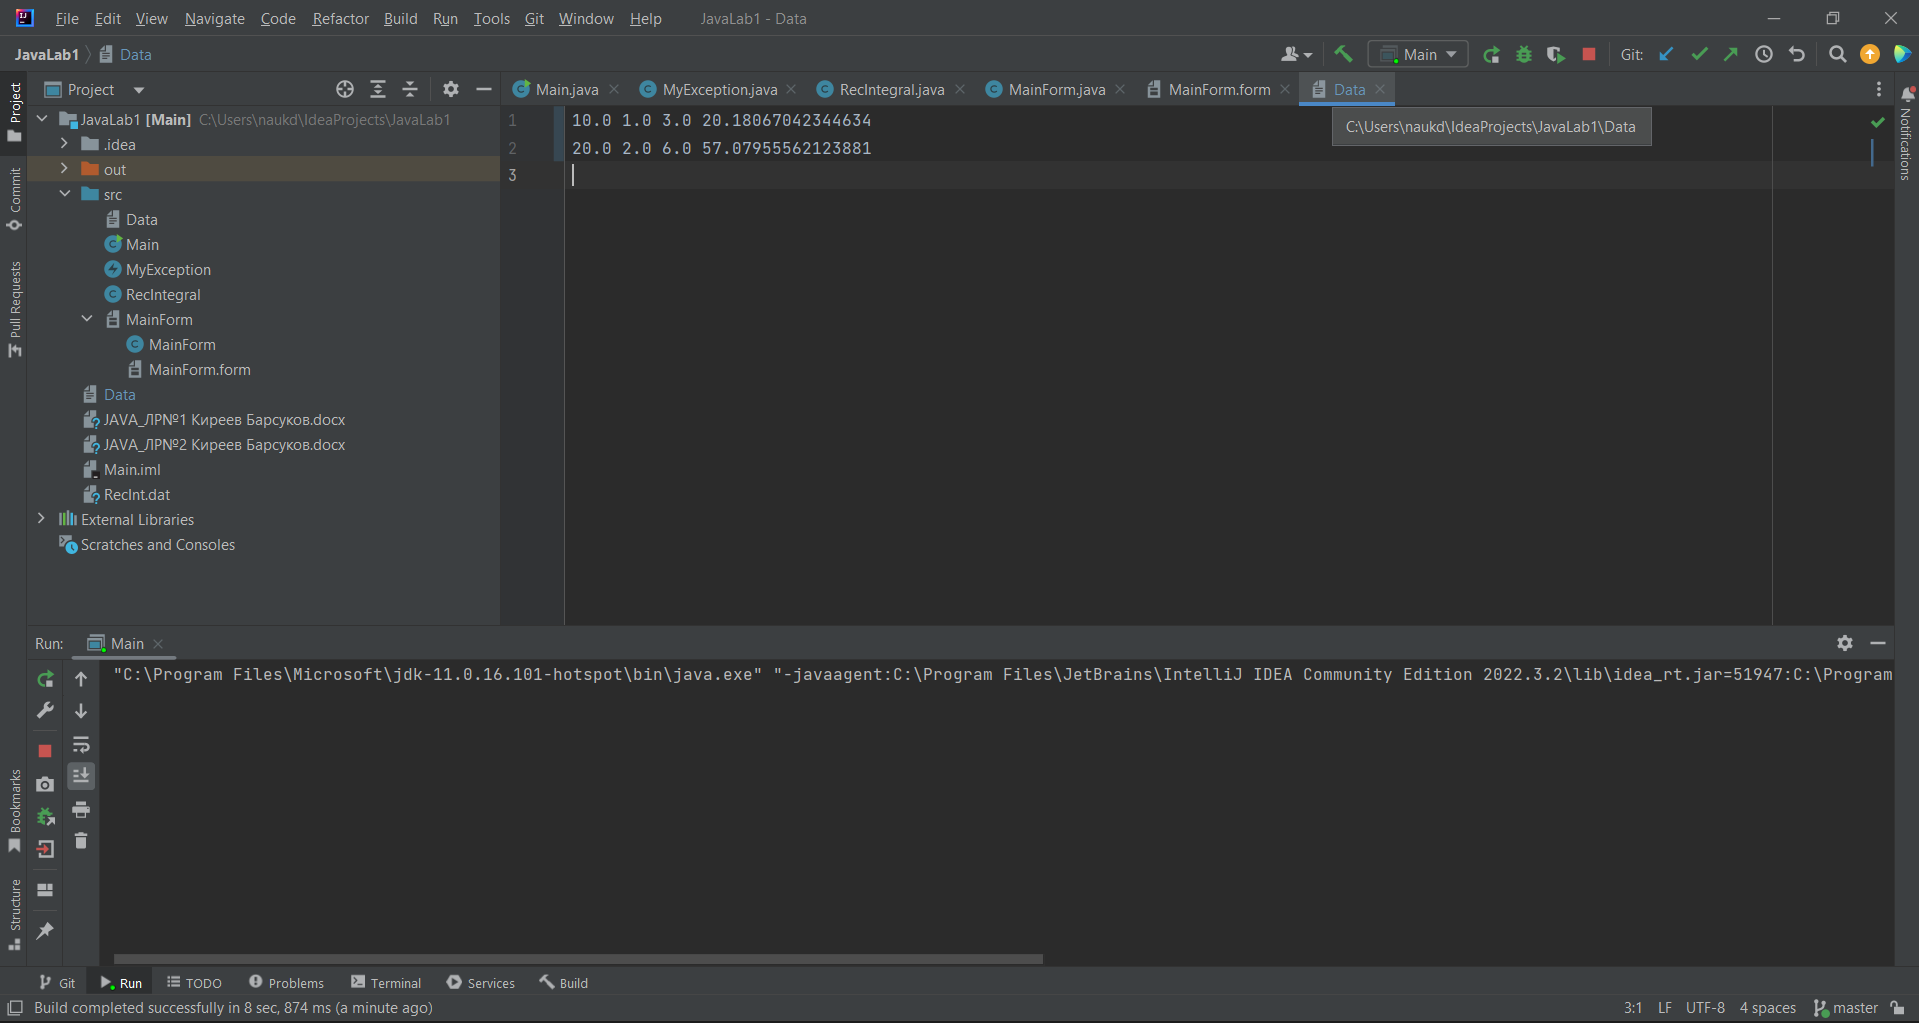 File Edit View Navigate Code Refactor Build Run Tools Git Window Help JavaLab1 - Data
JavaLab1 Data
Main
Git:
Project
Main.java MyException.java RecIntegral.java MainForm.java MainForm.form Data
JavaLab1 [Main] C:\Users\naukd\IdeaProjects\JavaLab1
.idea
out
src
Data
Main
MyException
RecIntegral
MainForm
MainForm
MainForm.form
Data
JAVA_ЛР№1 Киреев Барсуков.docx
JAVA_ЛР№2 Киреев Барсуков.docx
Main.iml
RecInt.dat
External Libraries
Scratches and Consoles
1 10.0 1.0 3.0 20.18067042344634
2 20.0 2.0 6.0 57.07955562123881
3
C:\Users\naukd\IdeaProjects\JavaLab1\Data
Project
Commit
Pull Requests
Bookmarks
Structure
Notifications
Run: Main
"C:\Program Files\Microsoft\jdk-11.0.16.101-hotspot\bin\java.exe" "-javaagent:C:\Program Files\JetBrains\IntelliJ IDEA Community Edition 2022.3.2\lib\idea_rt.jar=51947:C:\Program
Git Run TODO Problems Terminal Services Build
Build completed successfully in 8 sec, 874 ms (a minute ago)
3:1 LF UTF-8 4 spaces master